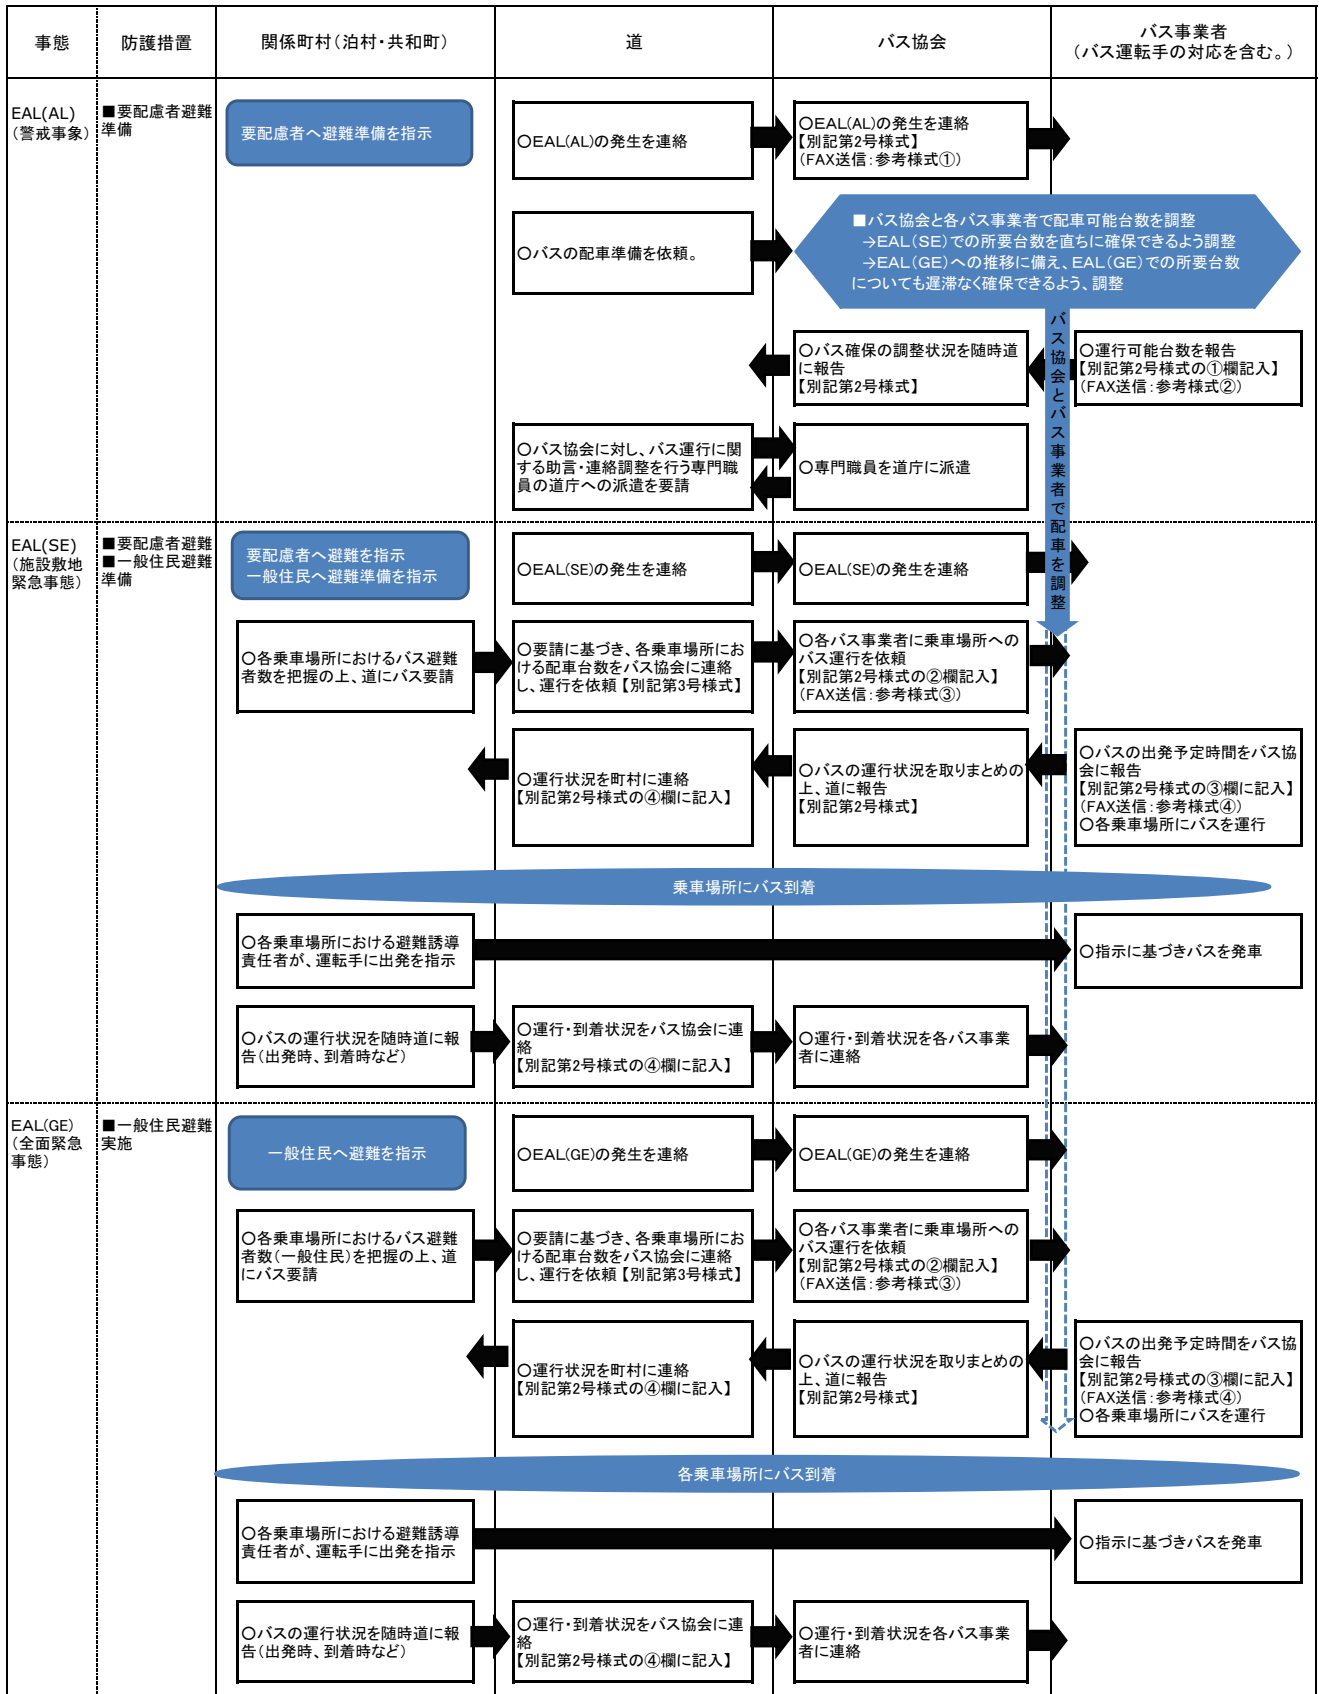 事態
防護措置
関係町村（泊村・共和町）
道
バス協会
バス事業者
（バス運転手の対応を含む。）
EAL(AL)
（警戒事象）
■要配慮者避難
準備
要配慮者へ避難準備を指示
○EAL(AL)の発生を連絡
○EAL(AL)の発生を連絡
【別記第2号様式】
（FAX送信：参考様式①）
○バスの配車準備を依頼。
■バス協会と各バス事業者で配車可能台数を調整
→EAL（SE）での所要台数を直ちに確保できるよう調整
→EAL（GE）への推移に備え、EAL（GE）での所要台数
についても遅滞なく確保できるよう、調整
バス協会とバス事業者で配車を調整
○バス確保の調整状況を随時道
に報告
【別記第2号様式】
○運行可能台数を報告
【別記第2号様式の①欄記入】
（FAX送信：参考様式②）
○バス協会に対し、バス運行に関
する助言・連絡調整を行う専門職
員の道庁への派遣を要請
○専門職員を道庁に派遣
EAL(SE)
（施設敷地
緊急事態）
■要配慮者避難
■一般住民避難
準備
要配慮者へ避難を指示
一般住民へ避難準備を指示
○EAL(SE)の発生を連絡
○EAL(SE)の発生を連絡
○各乗車場所におけるバス避難
者数を把握の上、道にバス要請
○要請に基づき、各乗車場所にお
ける配車台数をバス協会に連絡
し、運行を依頼【別記第3号様式】
○各バス事業者に乗車場所への
バス運行を依頼
【別記第2号様式の②欄記入】
（FAX送信：参考様式③）
○運行状況を町村に連絡
【別記第2号様式の④欄に記入】
○バスの運行状況を取りまとめの
上、道に報告
【別記第2号様式】
○バスの出発予定時間をバス協
会に報告
【別記第2号様式の③欄に記入】
（FAX送信：参考様式④）
○各乗車場所にバスを運行
乗車場所にバス到着
○各乗車場所における避難誘導
責任者が、運転手に出発を指示
○指示に基づきバスを発車
○バスの運行状況を随時道に報
告（出発時、到着時など）
○運行・到着状況をバス協会に連
絡
【別記第2号様式の④欄に記入】
○運行・到着状況を各バス事業
者に連絡
EAL(GE)
（全面緊急
事態）
■一般住民避難
実施
一般住民へ避難を指示
○EAL(GE)の発生を連絡
○EAL(GE)の発生を連絡
○各乗車場所におけるバス避難
者数（一般住民）を把握の上、道
にバス要請
○要請に基づき、各乗車場所にお
ける配車台数をバス協会に連絡
し、運行を依頼【別記第3号様式】
○各バス事業者に乗車場所への
バス運行を依頼
【別記第2号様式の②欄記入】
（FAX送信：参考様式③）
○運行状況を町村に連絡
【別記第2号様式の④欄に記入】
○バスの運行状況を取りまとめの
上、道に報告
【別記第2号様式】
○バスの出発予定時間をバス協
会に報告
【別記第2号様式の③欄に記入】
（FAX送信：参考様式④）
○各乗車場所にバスを運行
各乗車場所にバス到着
○各乗車場所における避難誘導
責任者が、運転手に出発を指示
○指示に基づきバスを発車
○バスの運行状況を随時道に報
告（出発時、到着時など）
○運行・到着状況をバス協会に連
絡
【別記第2号様式の④欄に記入】
○運行・到着状況を各バス事業
者に連絡